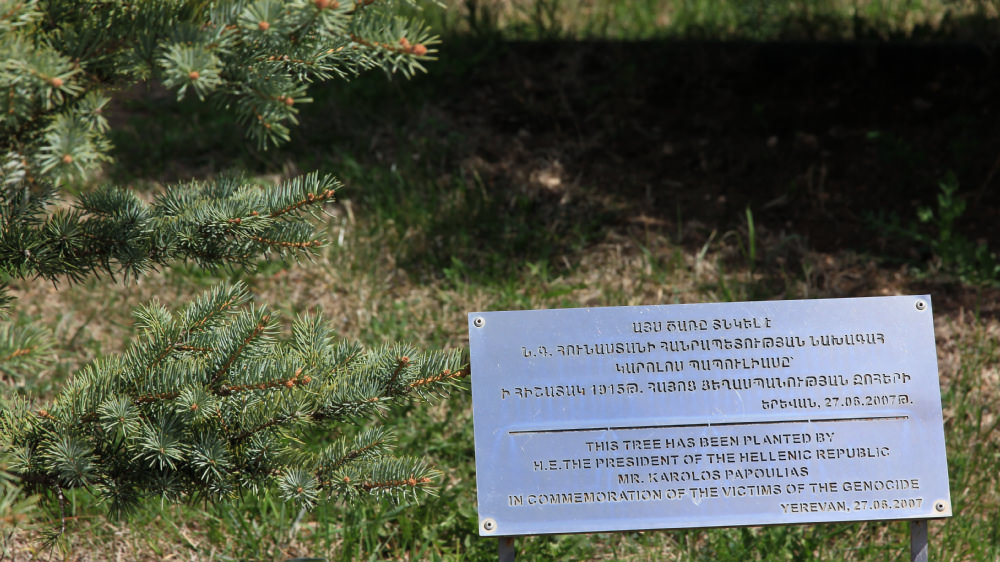 ԱՅՍ ԾԱՌԸ ՏՆԿԵԼ Է
Ն.Գ. ՀՈՒՆԱՍՏԱՆԻ ՀԱՆՐԱՊԵՏՈՒԹՅԱՆ ՆԱԽԱԳԱՀ
ԿԱՐՈԼՈՍ ՊԱՊՈՒԼԻԱՍԸ՝
Ի ՀԻՇԱՏԱԿ 1915Թ. ՀԱՅՈՑ ՑԵՂԱՍՊԱՆՈՒԹՅԱՆ ԶՈՀԵՐԻ
ԵՐԵՎԱՆ, 27.06.2007Թ.
THIS TREE HAS BEEN PLANTED BY
H.E.THE PRESIDENT OF THE HELLENIC REPUBLIC
MR. KAROLOS PAPOULIAS
IN COMMEMORATION OF THE VICTIMS OF THE GENOCIDE
YEREVAN, 27.06.2007